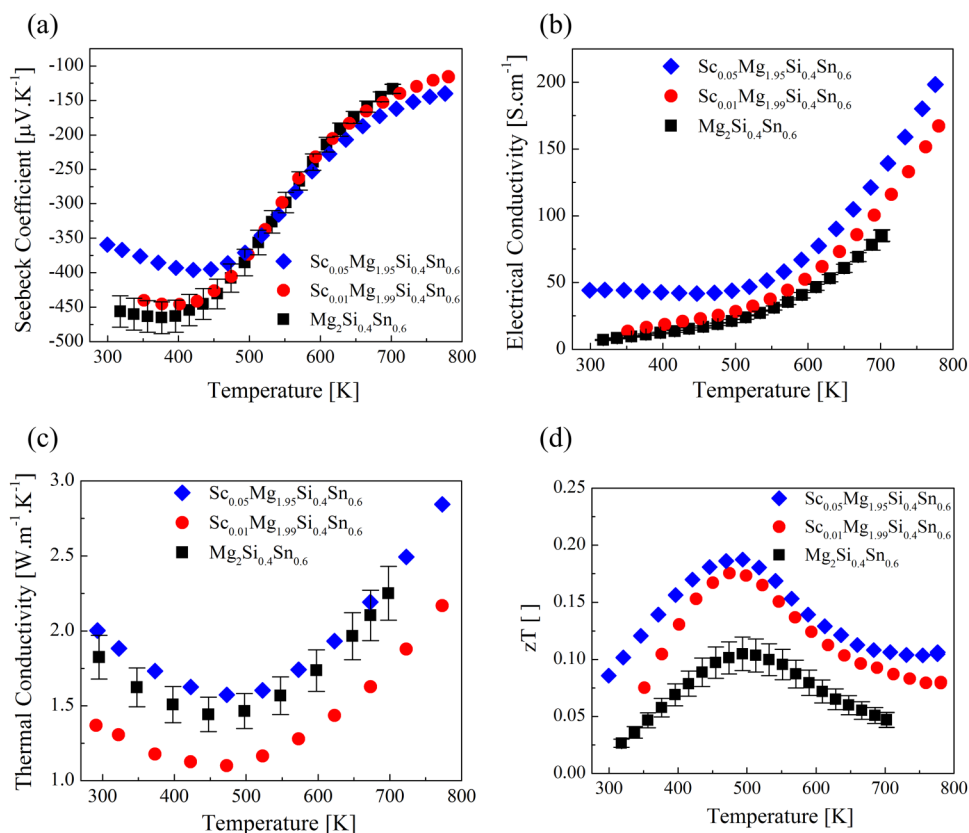 (a)
-100
-150
-200
-250
-300
-350
-400
-450
-500
300 400 500 600 700 800
Seebeck Coefficient [µV.K⁻¹]
Temperature [K]
Sc₀.₀₅Mg₁.₉₅Si₀.₄Sn₀.₆
Sc₀.₀₁Mg₁.₉₉Si₀.₄Sn₀.₆
Mg₂Si₀.₄Sn₀.₆
(b)
Sc₀.₀₅Mg₁.₉₅Si₀.₄Sn₀.₆
Sc₀.₀₁Mg₁.₉₉Si₀.₄Sn₀.₆
Mg₂Si₀.₄Sn₀.₆
200
150
100
50
0
300 400 500 600 700 800
Electrical Conductivity [S.cm⁻¹]
Temperature [K]
(c)
Sc₀.₀₅Mg₁.₉₅Si₀.₄Sn₀.₆
Sc₀.₀₁Mg₁.₉₉Si₀.₄Sn₀.₆
Mg₂Si₀.₄Sn₀.₆
3.0
2.5
2.0
1.5
1.0
300 400 500 600 700 800
Thermal Conductivity [W.m⁻¹.K⁻¹]
Temperature [K]
(d)
Sc₀.₀₅Mg₁.₉₅Si₀.₄Sn₀.₆
Sc₀.₀₁Mg₁.₉₉Si₀.₄Sn₀.₆
Mg₂Si₀.₄Sn₀.₆
0.25
0.20
0.15
0.10
0.05
0.00
300 400 500 600 700 800
zT [ ]
Temperature [K]